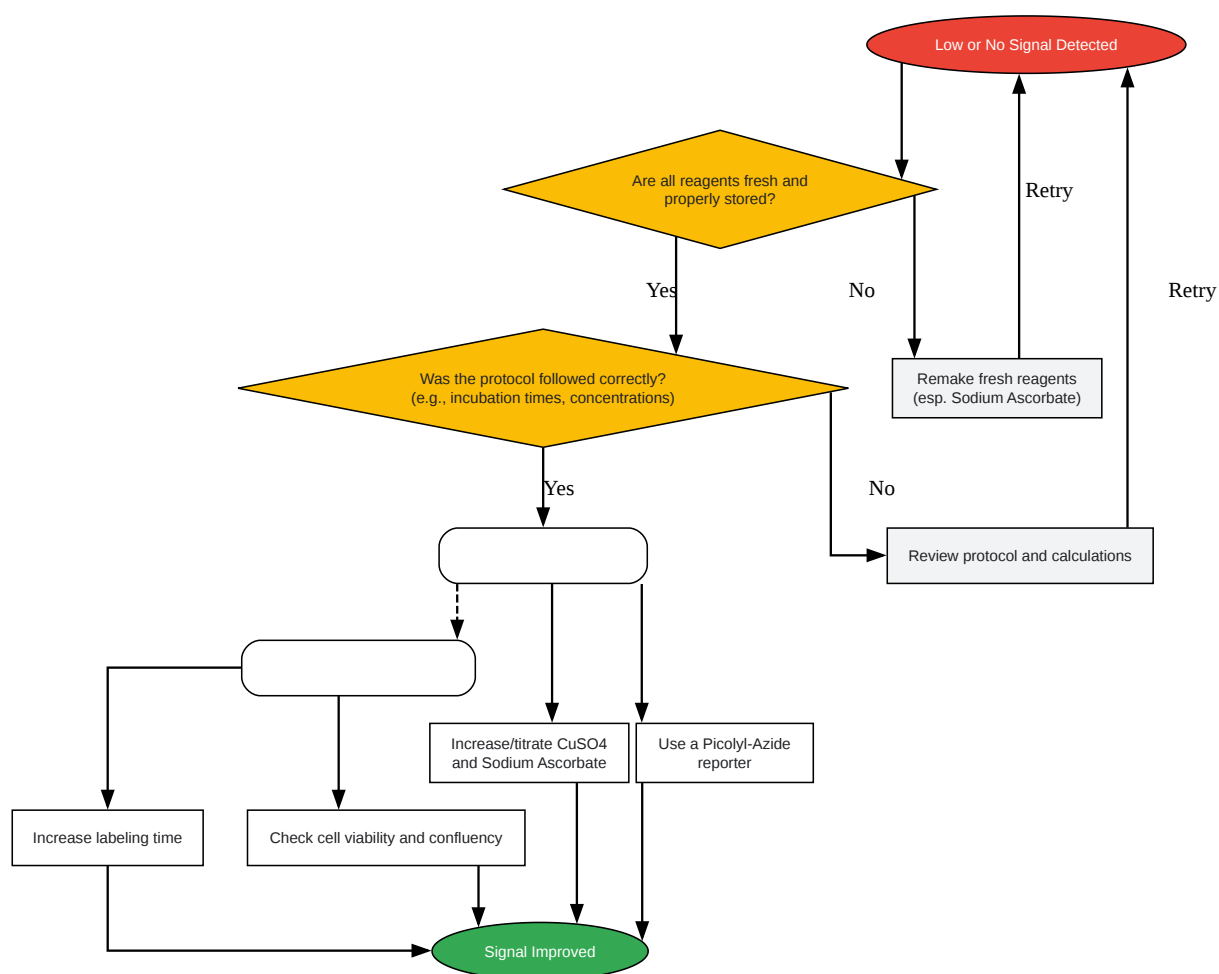 Low or No Signal Detected
Are all reagents fresh and
properly stored?
Retry
Yes
No
Retry
Was the protocol followed correctly?
(e.g., incubation times, concentrations)
Remake fresh reagents
(esp. Sodium Ascorbate)
Yes
No
Review protocol and calculations
Increase/titrate CuSO4
and Sodium Ascorbate
Use a Picolyl-Azide
reporter
Increase labeling time
Check cell viability and confluency
Signal Improved